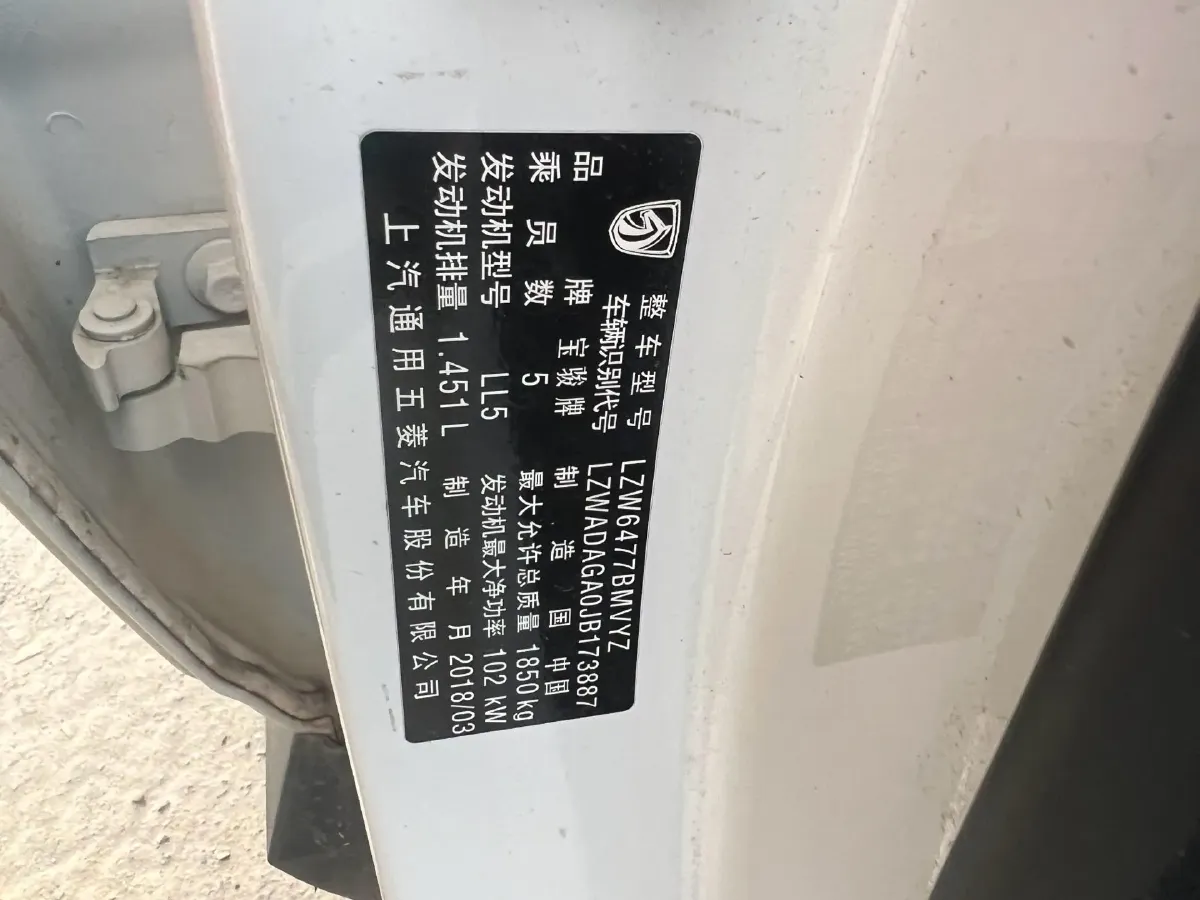 整车型号 LZW6477BMVYZ
车辆识别代号 LZWADAGA0JB173887
品牌 宝骏牌 制造国 中国
乘员数 5 最大允许总质量 1850kg
发动机型号 LL5 发动机最大净功率 102 kW
发动机排量 1.451L 制造年月 2018/03
上汽通用五菱汽车股份有限公司